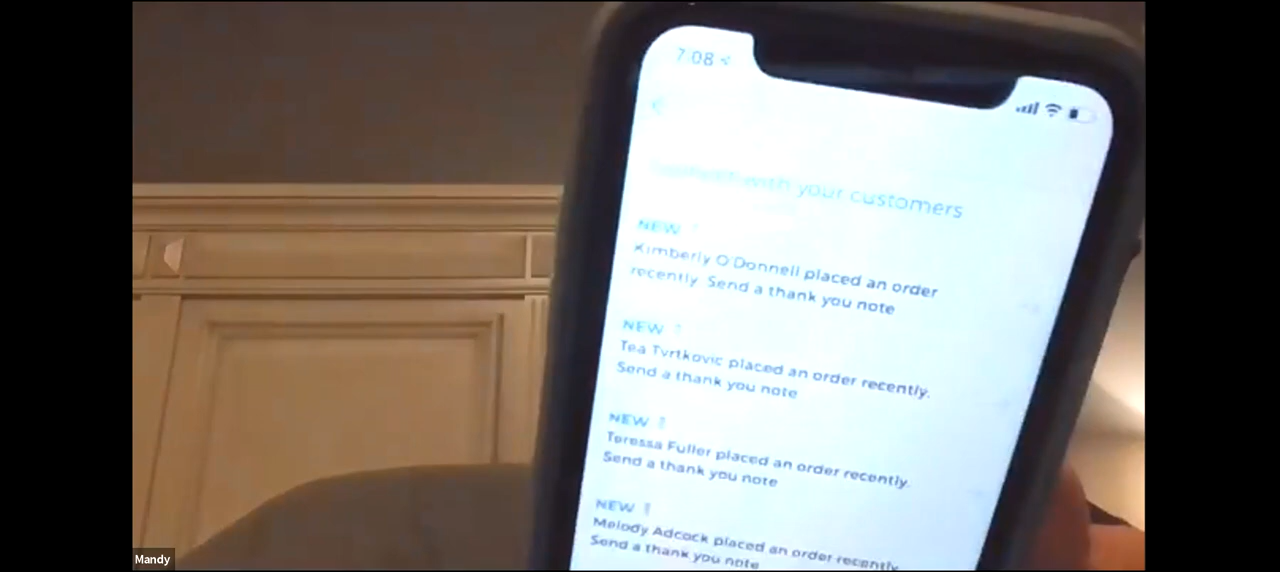 7:08
with your customers
NEW
Kimberly O'Donnell placed an order
recently. Send a thank you note
NEW
Tea Tvrtkovic placed an order recently.
Send a thank you note
NEW
Teressa Fuller placed an order recently.
Send a thank you note
NEW
Melody Adcock placed an order recently.
Send a thank you note
Mandy